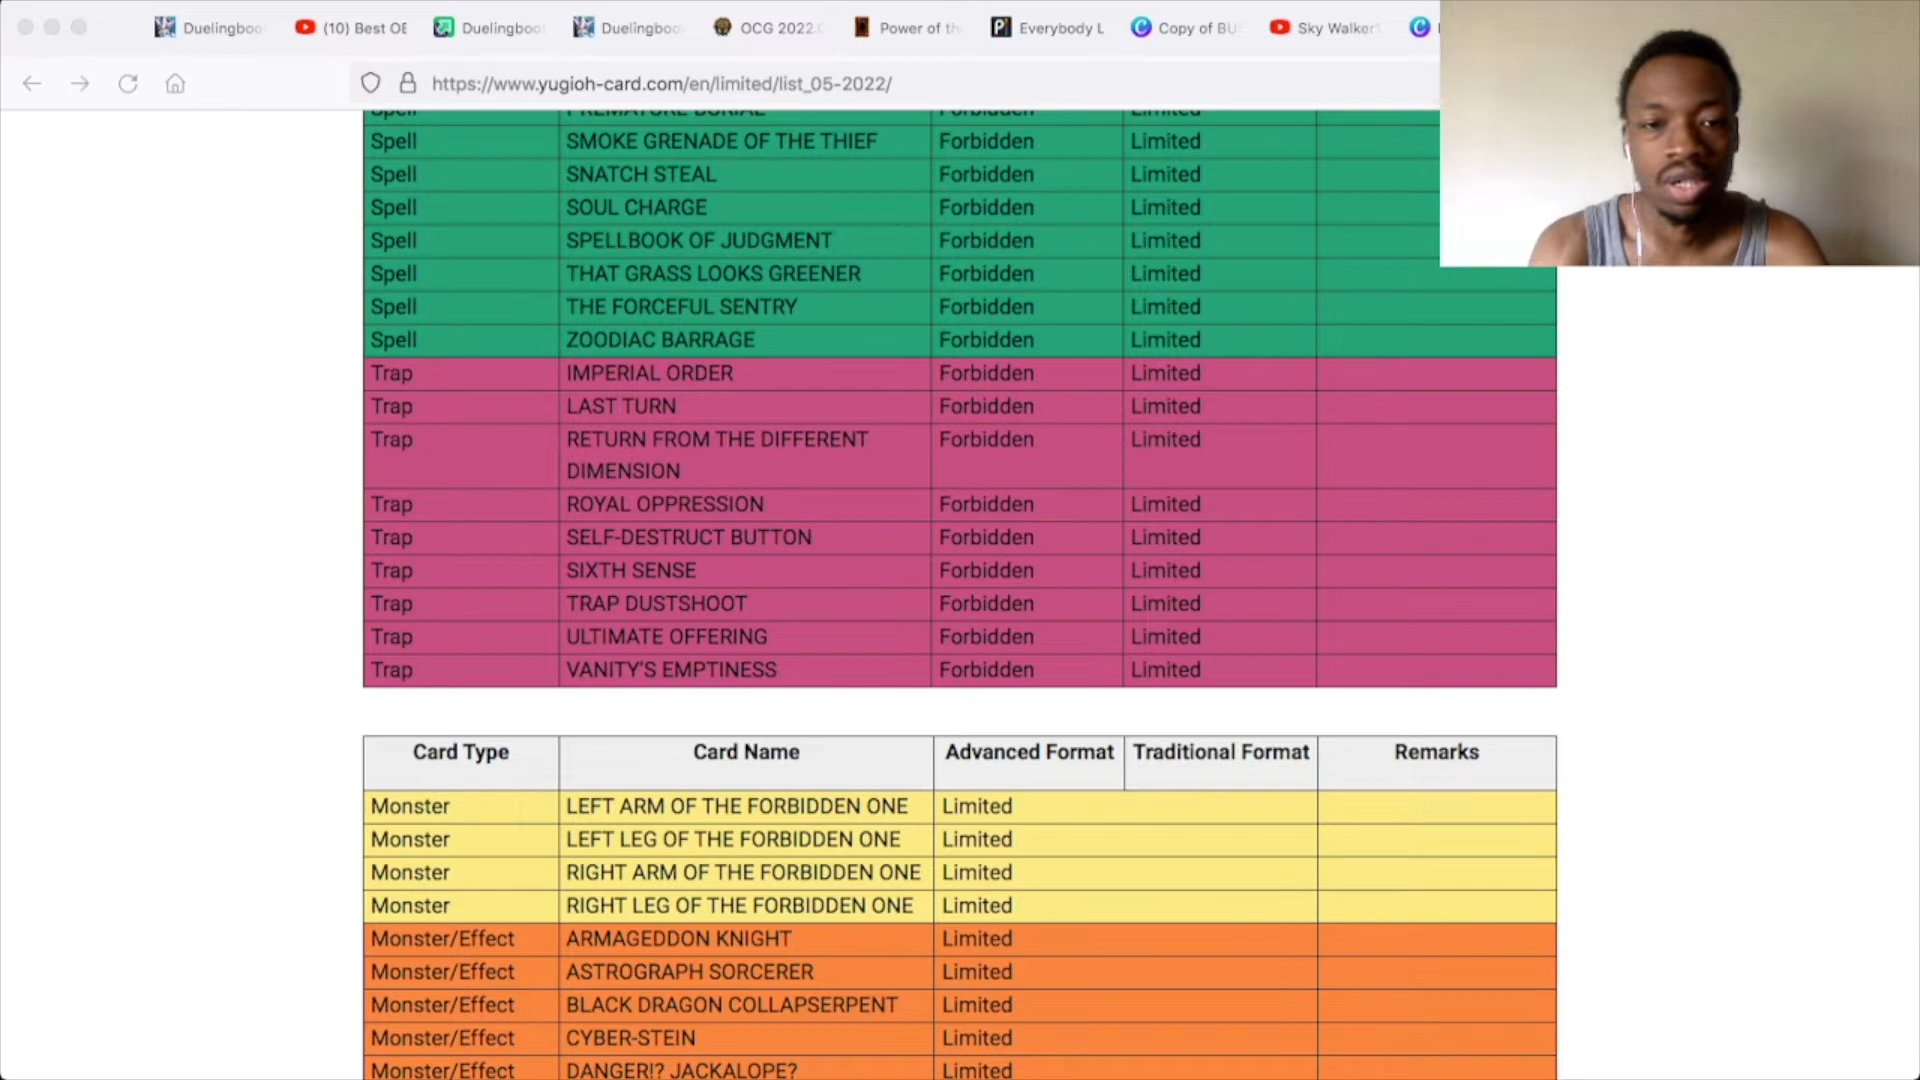 Duelingboo
(10) Best OE
Duelingboo
Duelingboo
OCG 2022.
Power of th
Everybody L
Copy of BU
Sky Walker
https://www.yugioh-card.com/en/limited/list_05-2022/
Spell PREMATURE BURIAL Forbidden Limited
Spell SMOKE GRENADE OF THE THIEF Forbidden Limited
Spell SNATCH STEAL Forbidden Limited
Spell SOUL CHARGE Forbidden Limited
Spell SPELLBOOK OF JUDGMENT Forbidden Limited
Spell THAT GRASS LOOKS GREENER Forbidden Limited
Spell THE FORCEFUL SENTRY Forbidden Limited
Spell ZOODIAC BARRAGE Forbidden Limited
Trap IMPERIAL ORDER Forbidden Limited
Trap LAST TURN Forbidden Limited
Trap RETURN FROM THE DIFFERENT Forbidden Limited
DIMENSION
Trap ROYAL OPPRESSION Forbidden Limited
Trap SELF-DESTRUCT BUTTON Forbidden Limited
Trap SIXTH SENSE Forbidden Limited
Trap TRAP DUSTSHOOT Forbidden Limited
Trap ULTIMATE OFFERING Forbidden Limited
Trap VANITY'S EMPTINESS Forbidden Limited
Card Type Card Name Advanced Format Traditional Format Remarks
Monster LEFT ARM OF THE FORBIDDEN ONE Limited
Monster LEFT LEG OF THE FORBIDDEN ONE Limited
Monster RIGHT ARM OF THE FORBIDDEN ONE Limited
Monster RIGHT LEG OF THE FORBIDDEN ONE Limited
Monster/Effect ARMAGEDDON KNIGHT Limited
Monster/Effect ASTROGRAPH SORCERER Limited
Monster/Effect BLACK DRAGON COLLAPSERPENT Limited
Monster/Effect CYBER-STEIN Limited
Monster/Effect DANGER!? JACKALOPE? Limited